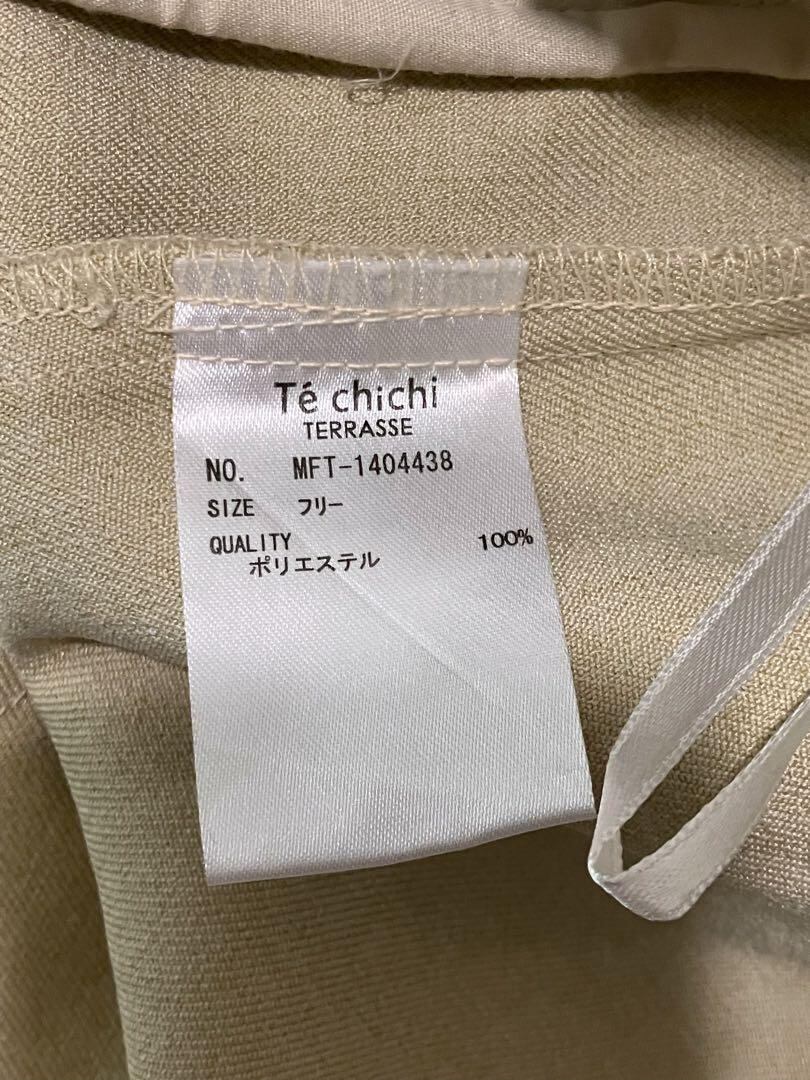 Té chichi
TERRASSE
NO. MFT-1404438
SIZE フリー
QUALITY 100%
ポリエステル